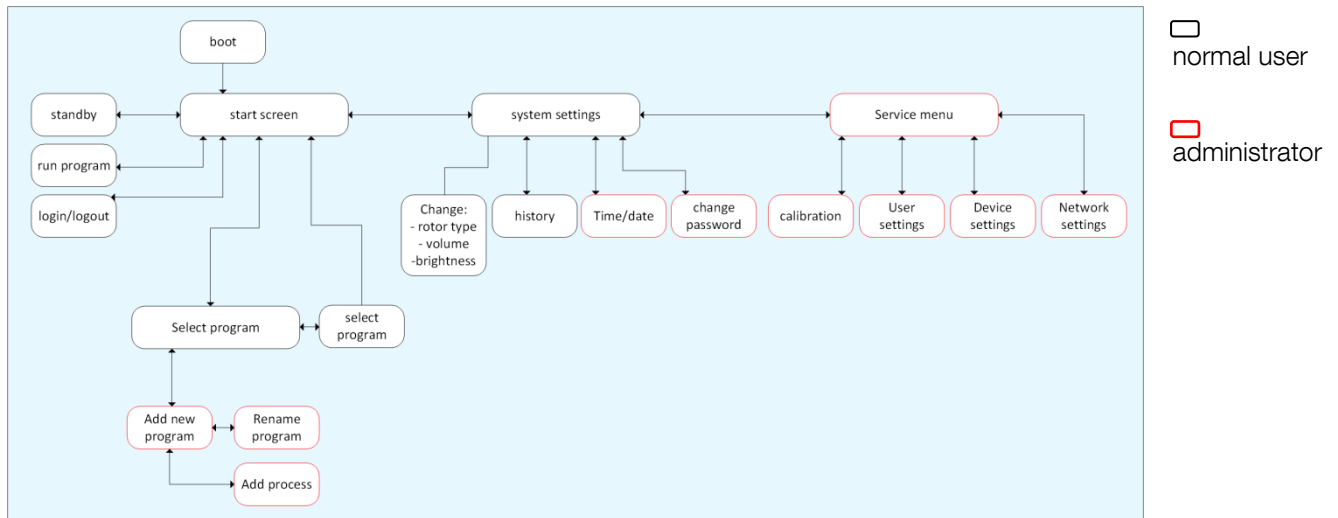 boot
normal user
standby
start screen
system settings
Service menu
administrator
run program
login/logout
Change:
- rotor type
- volume
-brightness
history
Time/date
change
password
calibration
User
settings
Device
settings
Network
settings
Select program
select
program
Add new
program
Rename
program
Add process